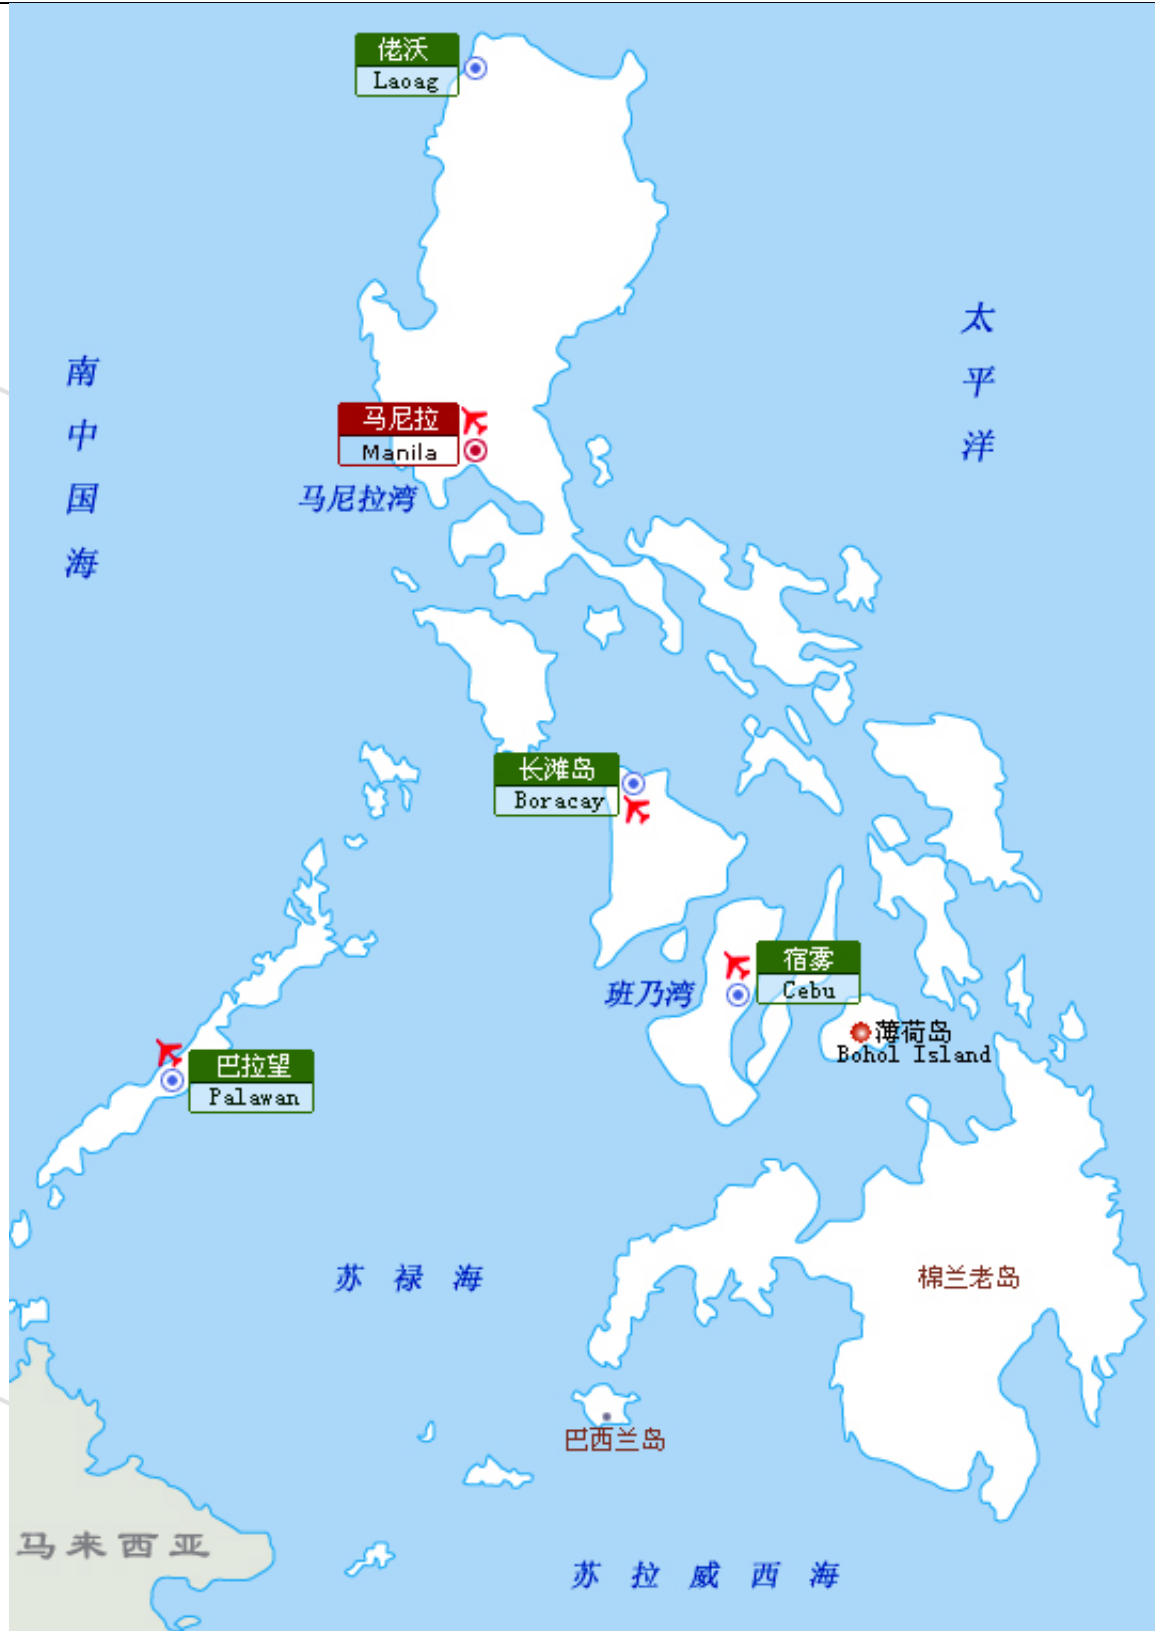 佬沃
Laoag
太平洋
南中国海
马尼拉
Manila
马尼拉湾
长滩岛
Boracay
宿雾
Cebu
班乃湾
薄荷岛
Bohol Island
巴拉望
Palawan
苏禄海
棉兰老岛
巴西兰岛
马来西亚
苏拉威西海